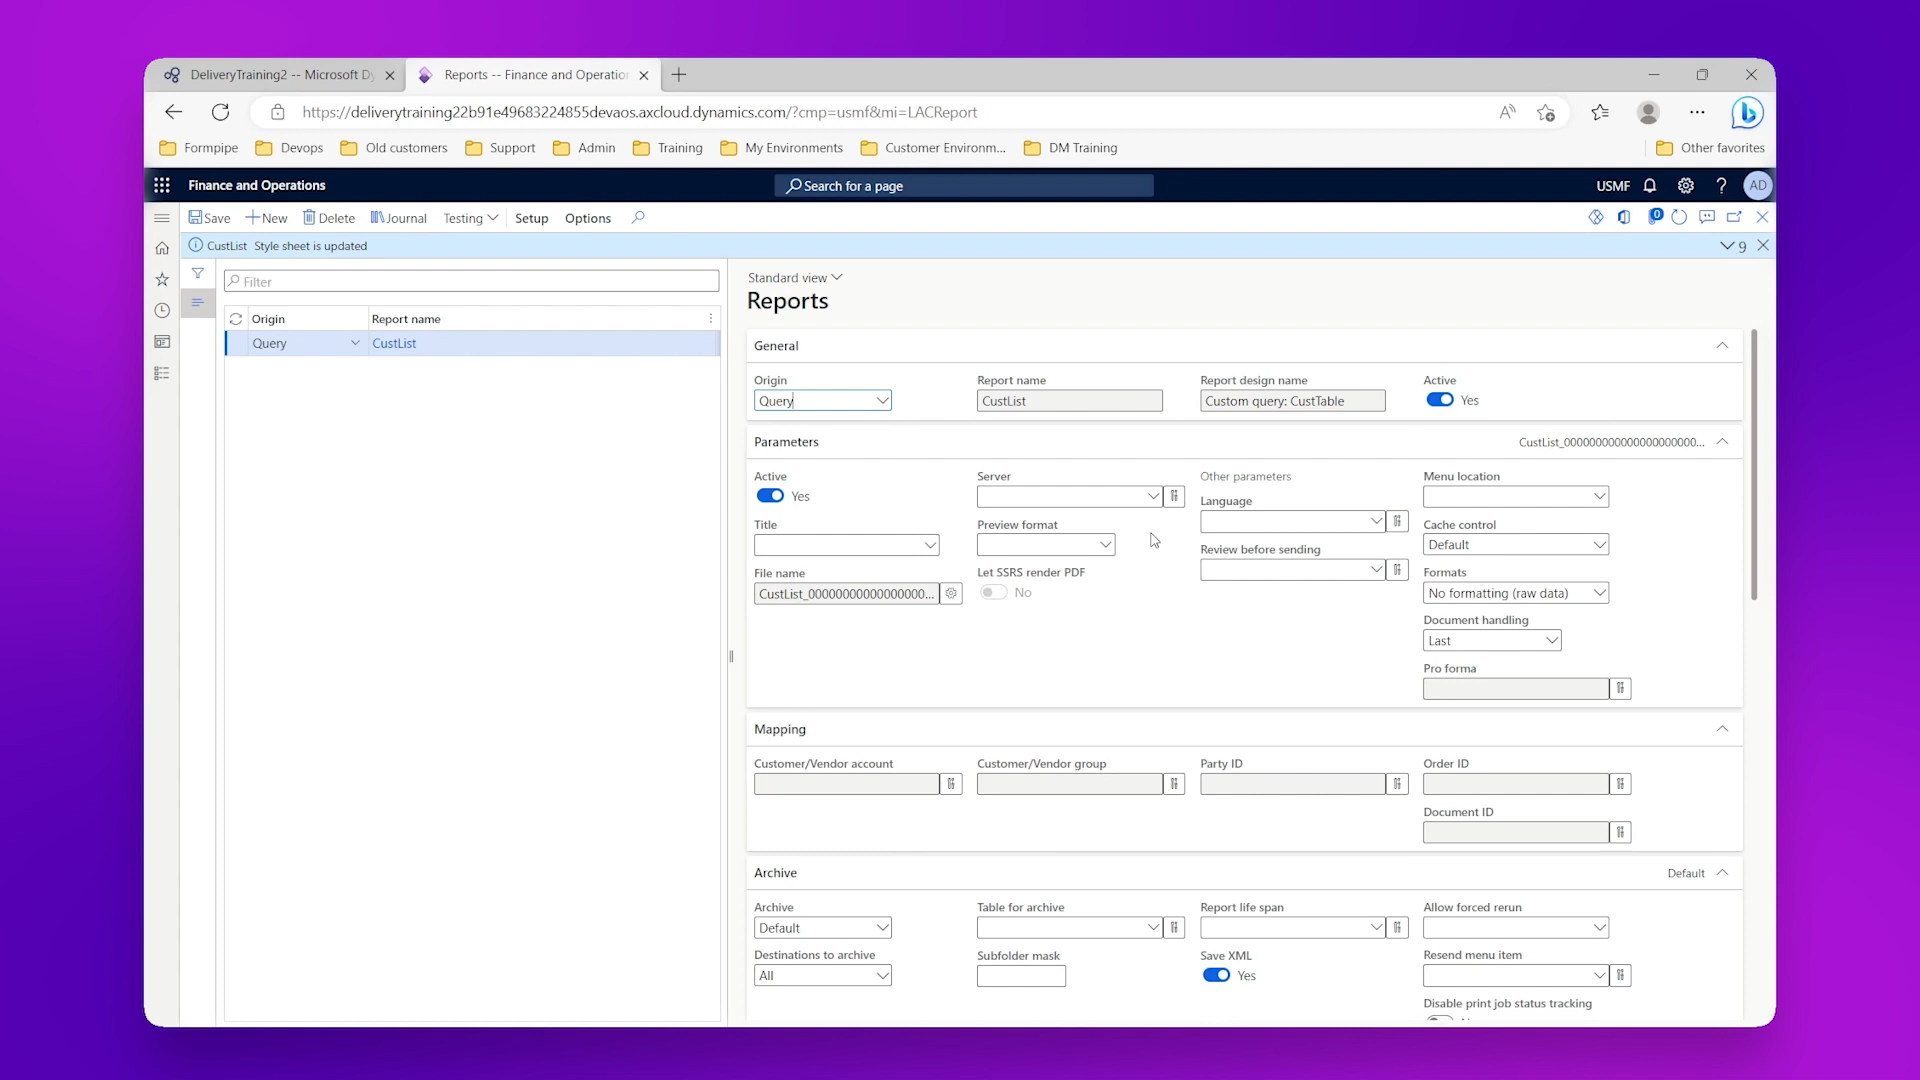 DeliveryTraining2 -- Microsoft Dy
Reports -- Finance and Operation
https://deliverytraining22b91e49683224855devaos.axcloud.dynamics.com/?cmp=usmf&mi=LACReport
Formpipe
Devops
Old customers
Support
Admin
Training
My Environments
Customer Environm...
DM Training
Other favorites
Finance and Operations
Search for a page
USMF
?
AD
Save
New
Delete
Journal
Testing
Setup
Options
0
CustList Style sheet is updated
9
Filter
Origin
Report name
Query
CustList
Standard view
Reports
General
Origin
Report name
Report design name
Active
Query
CustList
Custom query: CustTable
Yes
Parameters
CustList_000000000000000000000...
Active
Server
Other parameters
Menu location
Yes
Language
Title
Preview format
Cache control
Default
Review before sending
File name
Let SSRS render PDF
Formats
CustList_00000000000000000...
No
No formatting (raw data)
Document handling
Last
Pro forma
Mapping
Customer/Vendor account
Customer/Vendor group
Party ID
Order ID
Document ID
Archive
Default
Archive
Table for archive
Report life span
Allow forced rerun
Default
Destinations to archive
Subfolder mask
Save XML
Resend menu item
All
Yes
Disable print job status tracking